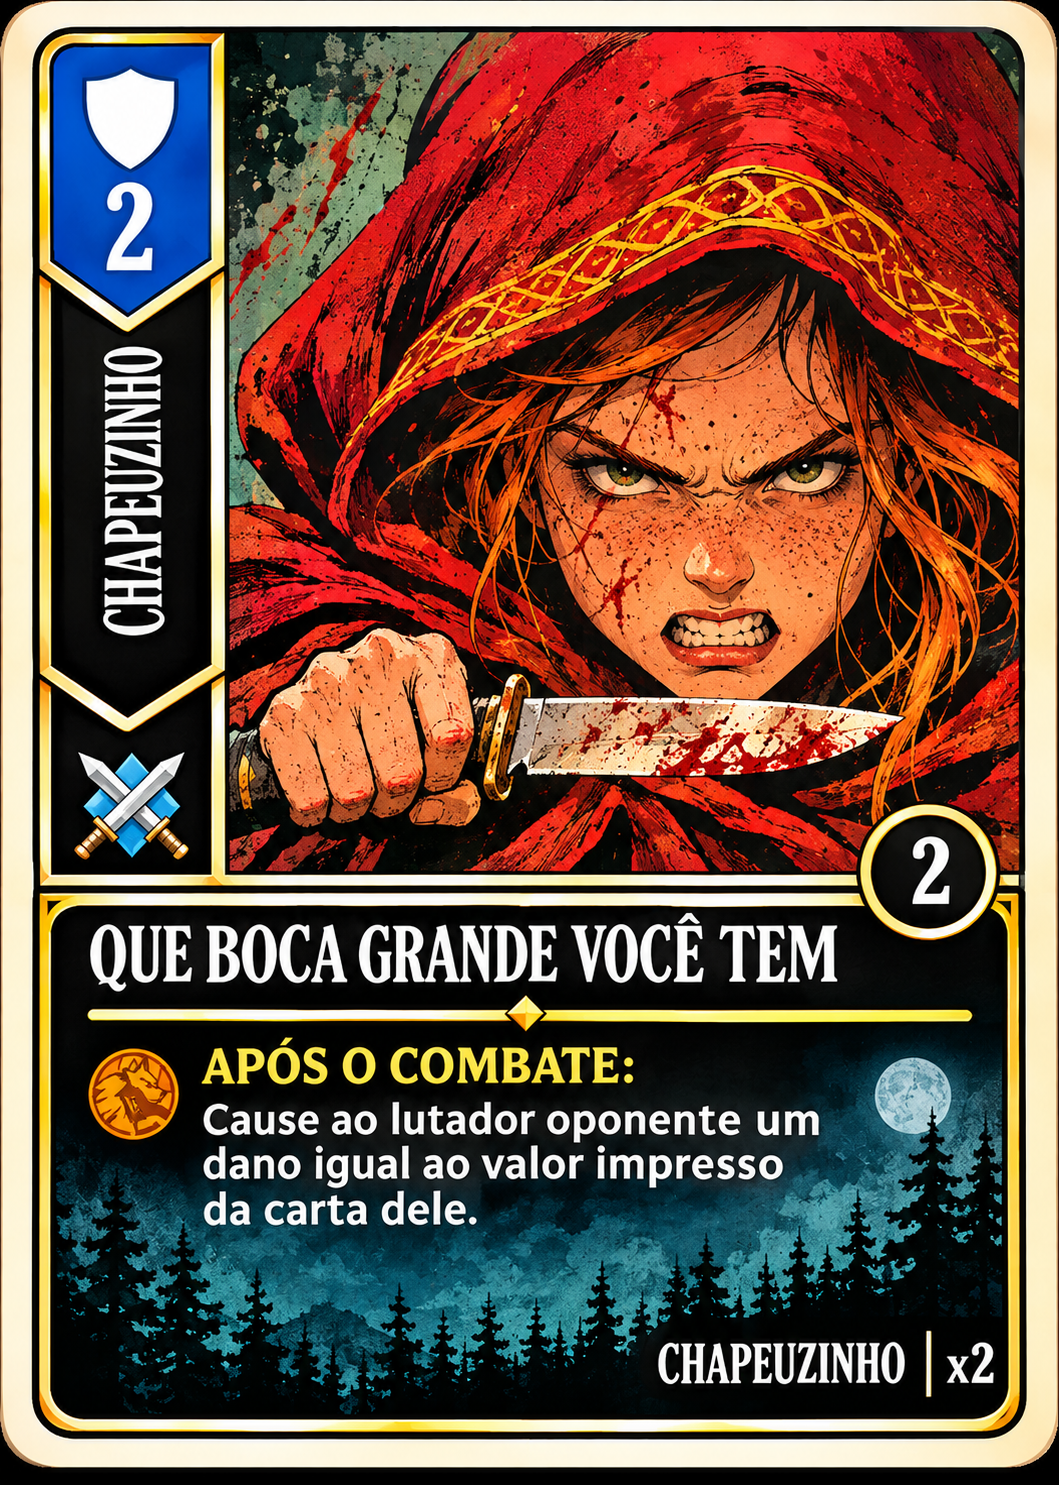 2
CHAPEUZINHO
2
QUE BOCA GRANDE VOCÊ TEM
APÓS O COMBATE:
Cause ao lutador oponente um
dano igual ao valor impresso
da carta dele.
CHAPEUZINHO | x2